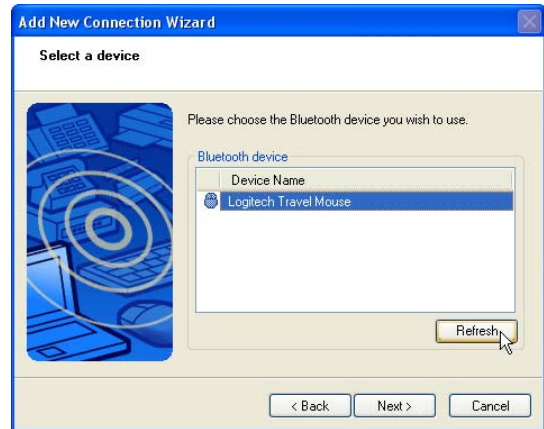 Add New Connection Wizard
Select a device
Please choose the Bluetooth device you wish to use.
Bluetooth device
Device Name
Logitech Travel Mouse
Refresh
< Back
Next >
Cancel